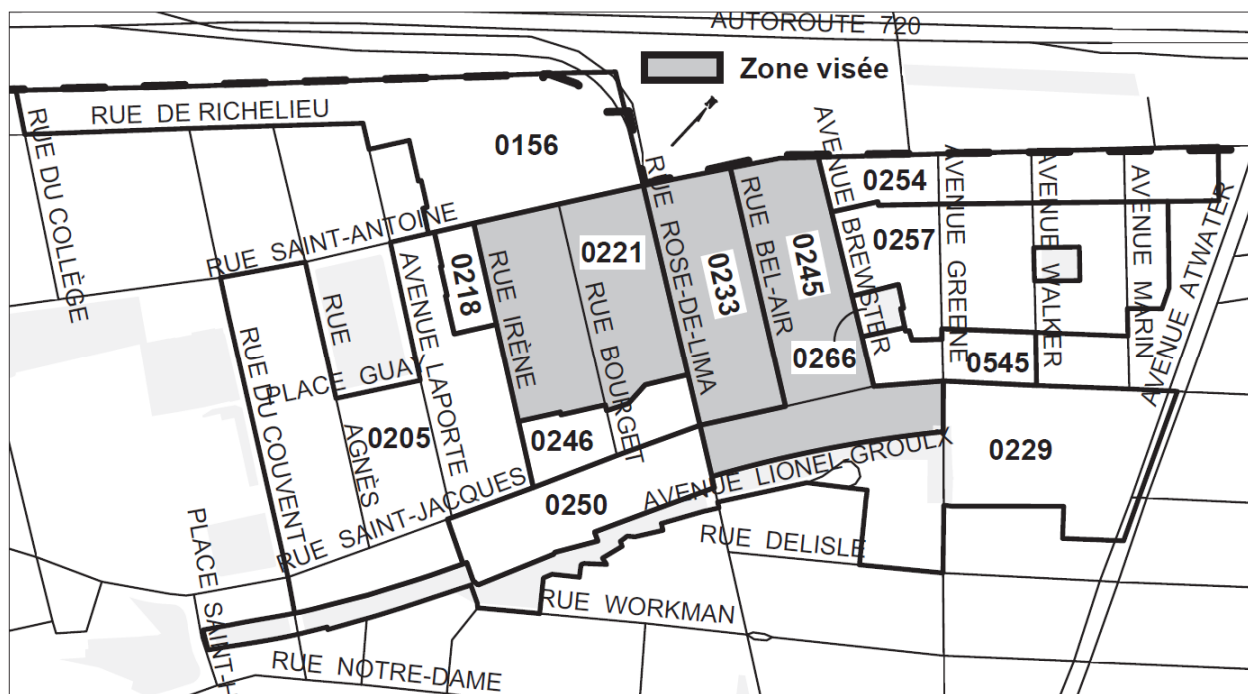 AUTOROUTE 720
Zone visée
RUE DE RICHELIEU
RUE DU COLLÈGE
0156
AVENUE BREWSTER
0254
AVENUE GREENE
AVENUE WALKER
AVENUE MARIN
AVENUE ATWATER
RUE SAINT-ANTOINE
0218
RUE IRÈNE
0221
RUE BOURGET
RUE ROSE-DE-LIMA
0233
RUE BEL-AIR
0245
0257
0266
0545
RUE DU COUVENT
RUE AGNÈS
PLACE GUAY
AVENUE LAPORTE
0205
0246
0229
RUE SAINT-JACQUES
0250
AVENUE LIONEL-GROULX
RUE DELISLE
PLACE SAINT-
RUE WORKMAN
RUE NOTRE-DAME